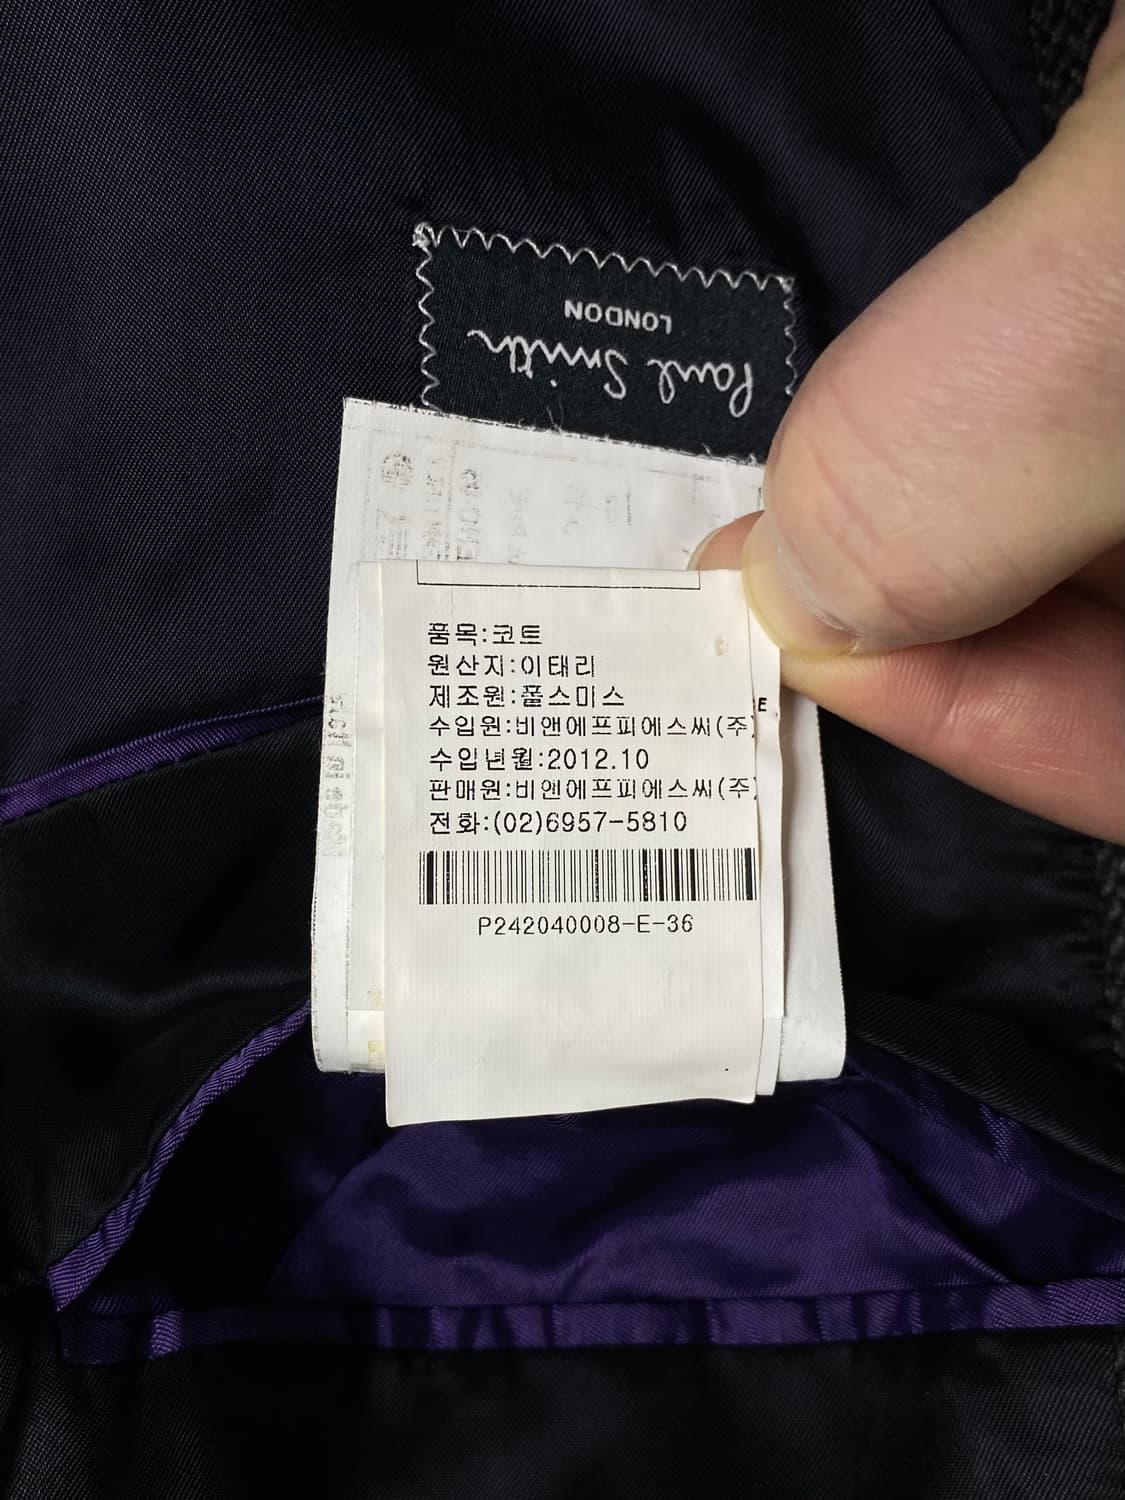 Paul Smith
LONDON
품목:코트
원산지:이태리
제조원:폴스미스
수입원:비앤에프피에스씨(주)
수입년월:2012.10
판매원:비앤에프피에스씨(주)
전화:(02)6957-5810
P242040008-E-36